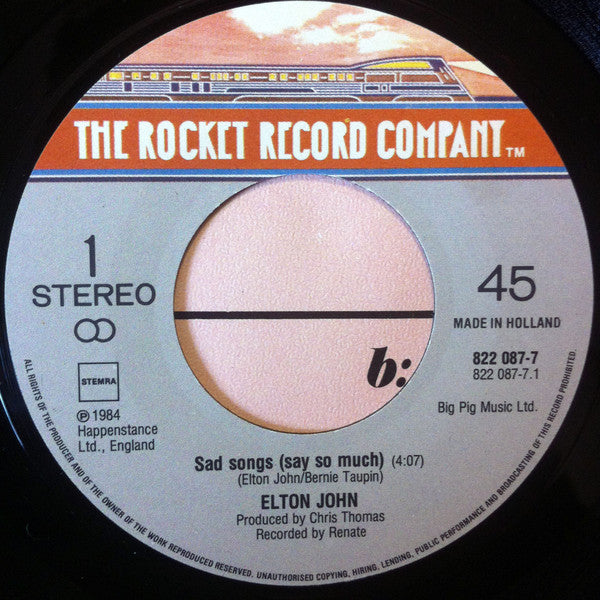 THE ROCKET RECORD COMPANY TM
1
STEREO
45
MADE IN HOLLAND
STEMRA
822 087-7
822 087-7.1
℗ 1984
Happenstance
Ltd., England
Big Pig Music Ltd.
b:
Sad songs (say so much) (4:07)
(Elton John/Bernie Taupin)
ELTON JOHN
Produced by Chris Thomas
Recorded by Renate
ALL RIGHTS OF THE PRODUCER AND OF THE OWNER OF THE WORK REPRODUCED RESERVED. UNAUTHORISED COPYING, HIRING, LENDING, PUBLIC PERFORMANCE AND BROADCASTING OF THIS RECORD PROHIBITED.